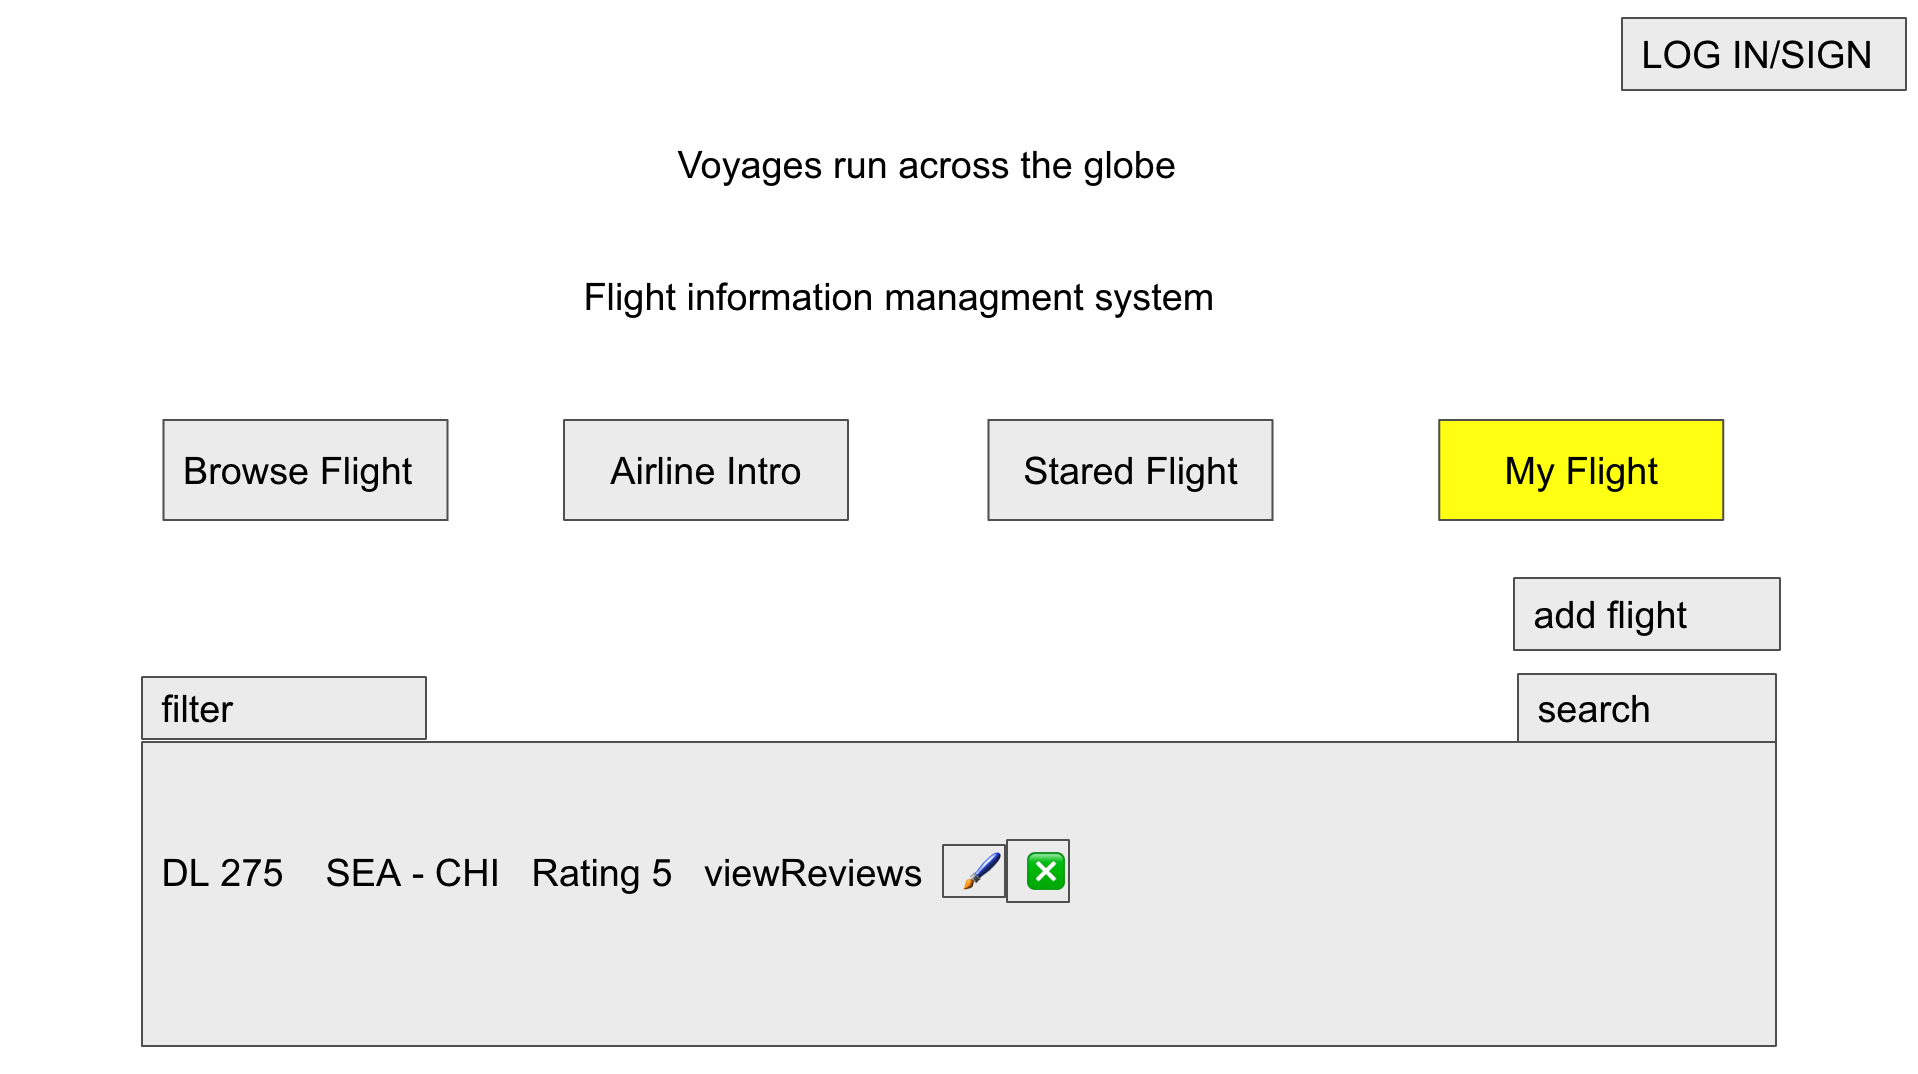 LOG IN/SIGN
Voyages run across the globe
Flight information managment system
Browse Flight
Airline Intro
Stared Flight
My Flight
add flight
filter
search
DL 275 SEA - CHI Rating 5 viewReviews